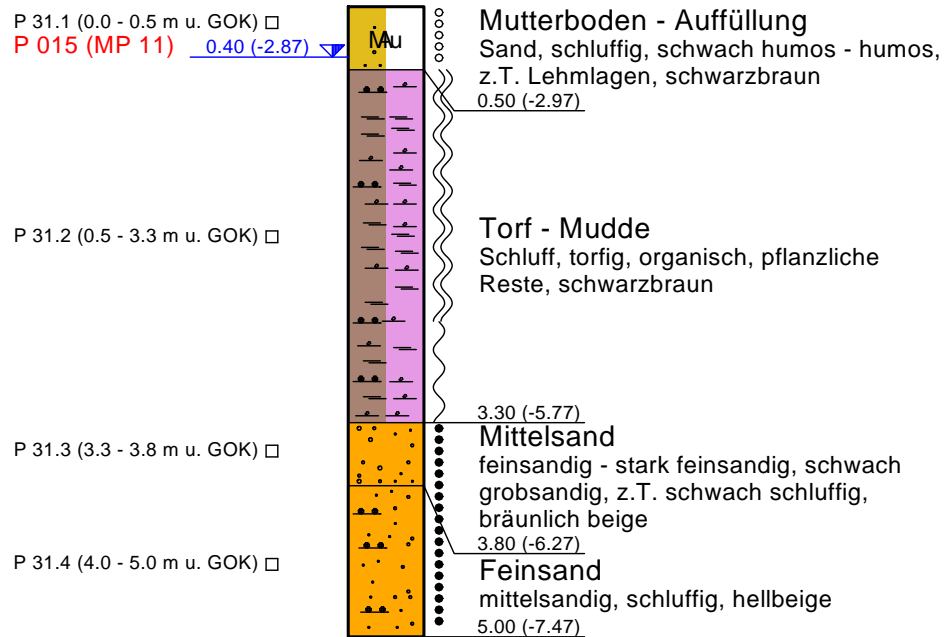 P 31.1 (0.0 - 0.5 m u. GOK)
P 015 (MP 11)
0.40 (-2.87)
Mu
A
Mutterboden - Auffüllung
Sand, schluffig, schwach humos - humos,
z.T. Lehmlagen, schwarzbraun
0.50 (-2.97)
P 31.2 (0.5 - 3.3 m u. GOK)
Torf - Mudde
Schluff, torfig, organisch, pflanzliche
Reste, schwarzbraun
3.30 (-5.77)
P 31.3 (3.3 - 3.8 m u. GOK)
Mittelsand
feinsandig - stark feinsandig, schwach
grobsandig, z.T. schwach schluffig,
bräunlich beige
3.80 (-6.27)
P 31.4 (4.0 - 5.0 m u. GOK)
Feinsand
mittelsandig, schluffig, hellbeige
5.00 (-7.47)